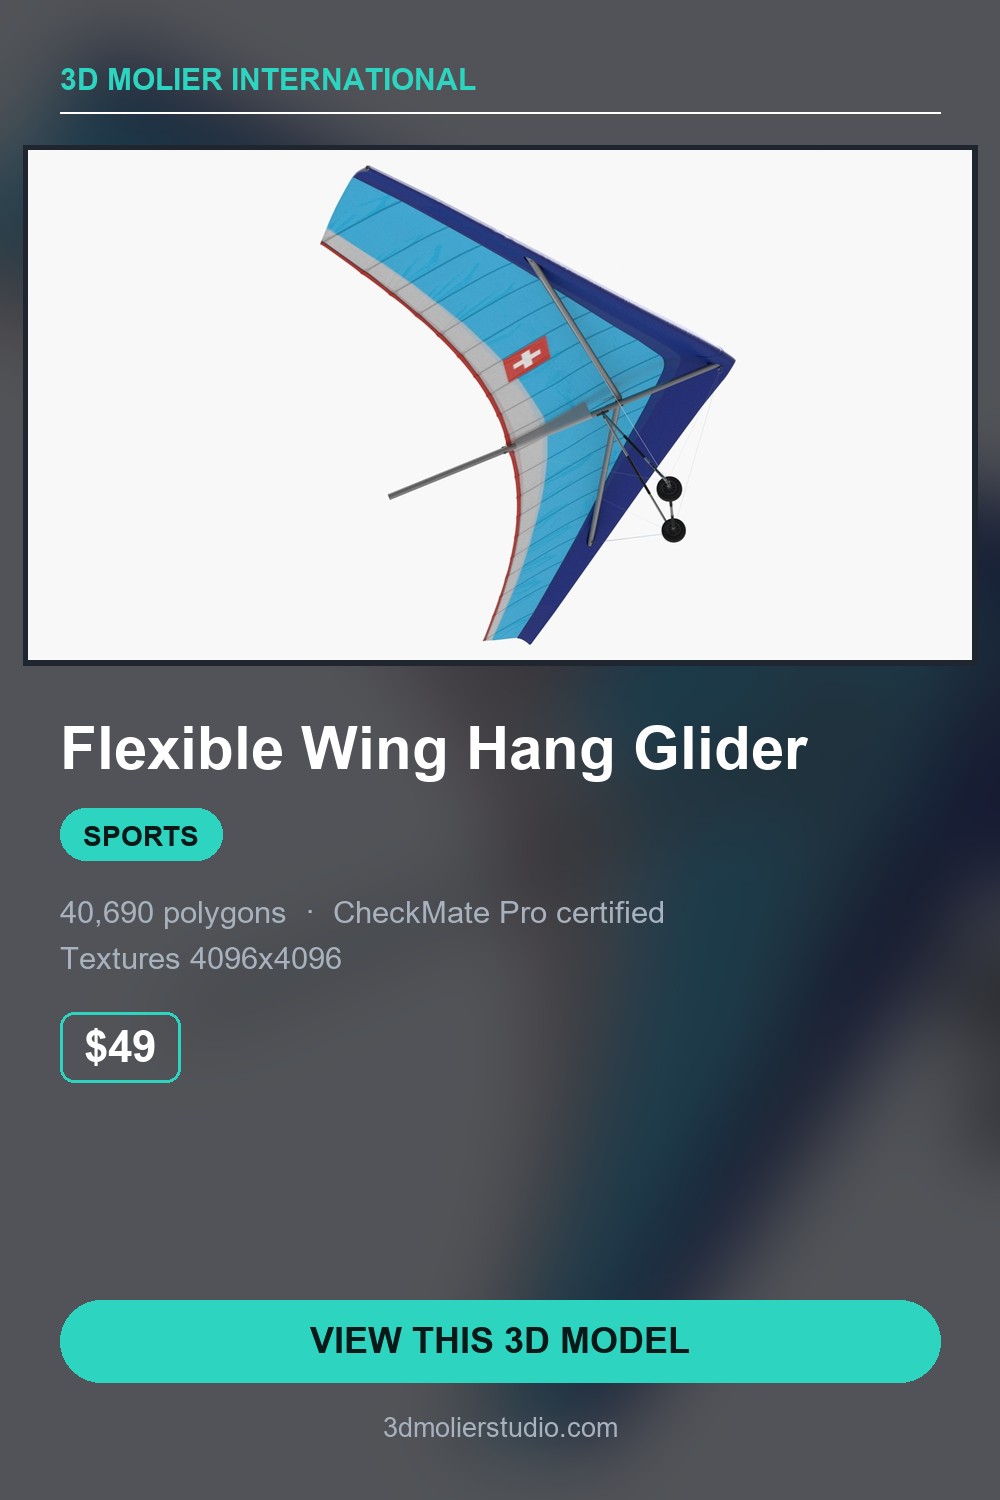 3D MOLIER INTERNATIONAL
Flexible Wing Hang Glider
SPORTS
40,690 polygons · CheckMate Pro certified
Textures 4096x4096
$49
VIEW THIS 3D MODEL
3dmolierstudio.com